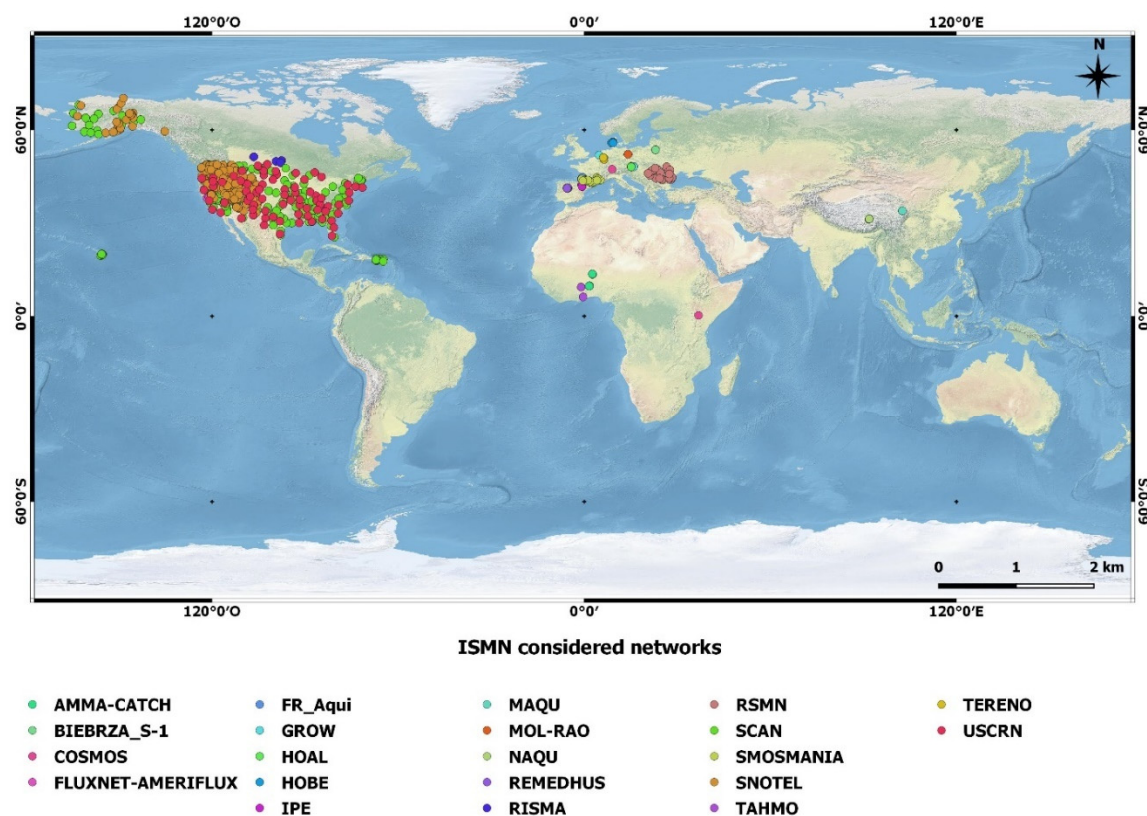 120°0'O 0°0' 120°0'E
N
60°0'N 60°0'N
0°0' 0°0'
60°0'S 60°0'S
0 1 2 km
120°0'O 0°0' 120°0'E
ISMN considered networks
AMMA-CATCH FR_Aqui MAQU RSMN TERENO
BIEBRZA_S-1 GROW MOL-RAO SCAN USCRN
COSMOS HOAL NAQU SMOSMANIA
FLUXNET-AMERIFLUX HOBE REMEDHUS SNOTEL
IPE RISMA TAHMO